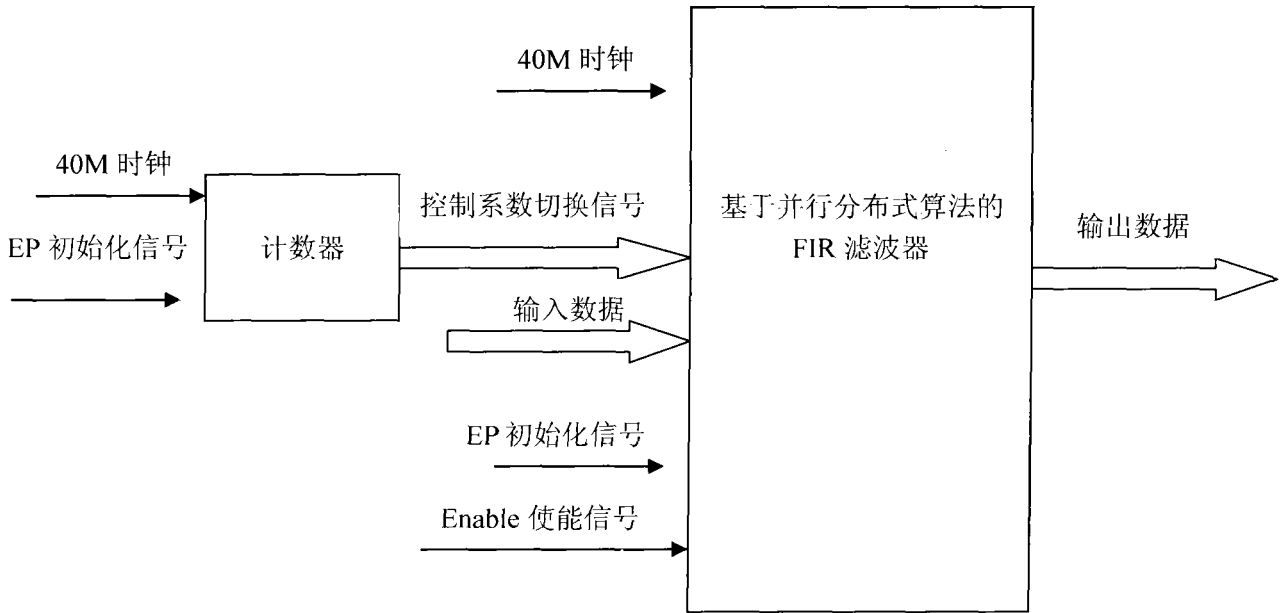 40M 时钟
40M 时钟
EP 初始化信号
计数器
控制系数切换信号
输入数据
EP 初始化信号
Enable 使能信号
基于并行分布式算法的
FIR 滤波器
输出数据